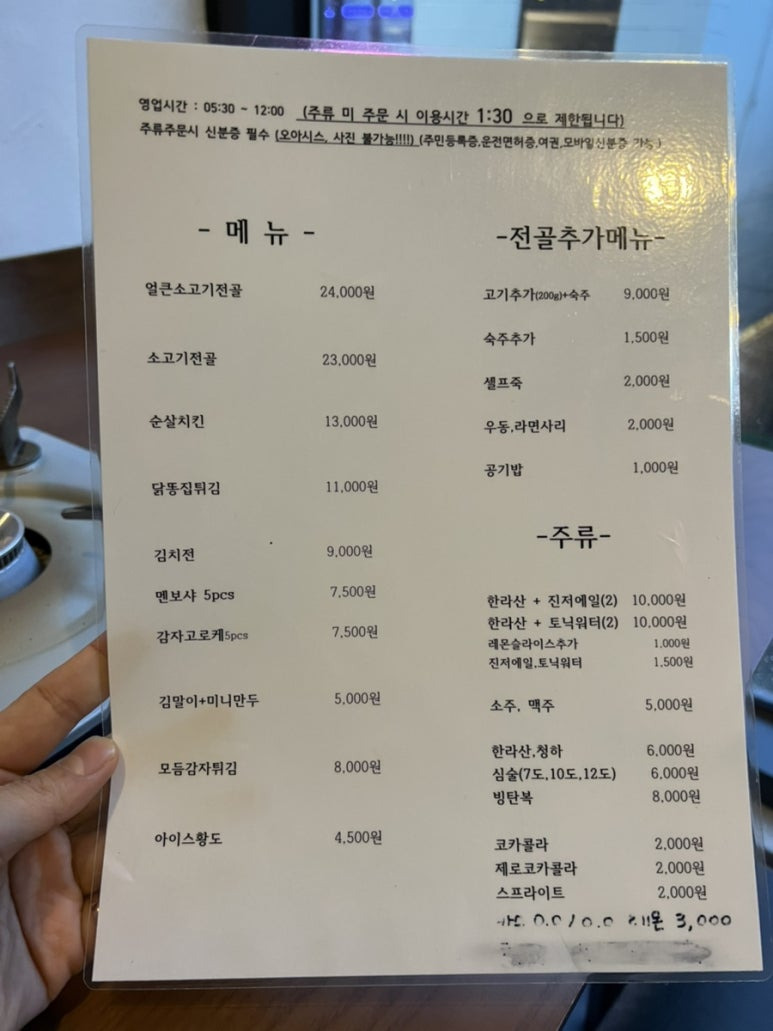 영업시간 : 05:30 ~ 12:00 (주류 미 주문 시 이용시간 1:30 으로 제한됩니다)
주류주문시 신분증 필수 (오아시스, 사진 불가능!!!!) (주민등록증,운전면허증,여권,모바일신분증 가능)
- 메 뉴 -
얼큰소고기전골 24,000원
소고기전골 23,000원
순살치킨 13,000원
닭똥집튀김 11,000원
김치전 9,000원
멘보샤 5pcs 7,500원
감자고로케5pcs 7,500원
김말이+미니만두 5,000원
모듬감자튀김 8,000원
아이스황도 4,500원
-전골추가메뉴-
고기추가(200g)+숙주 9,000원
숙주추가 1,500원
셀프죽 2,000원
우동,라면사리 2,000원
공기밥 1,000원
-주류-
한라산 + 진저에일(2) 10,000원
한라산 + 토닉워터(2) 10,000원
레몬슬라이스추가 1,000원
진저에일,토닉워터 1,500원
소주, 맥주 5,000원
한라산,청하 6,000원
심술(7도,10도,12도) 6,000원
빙탄복 8,000원
코카콜라 2,000원
제로코카콜라 2,000원
스프라이트 2,000원
0.0 / 0.0 레몬 3,000